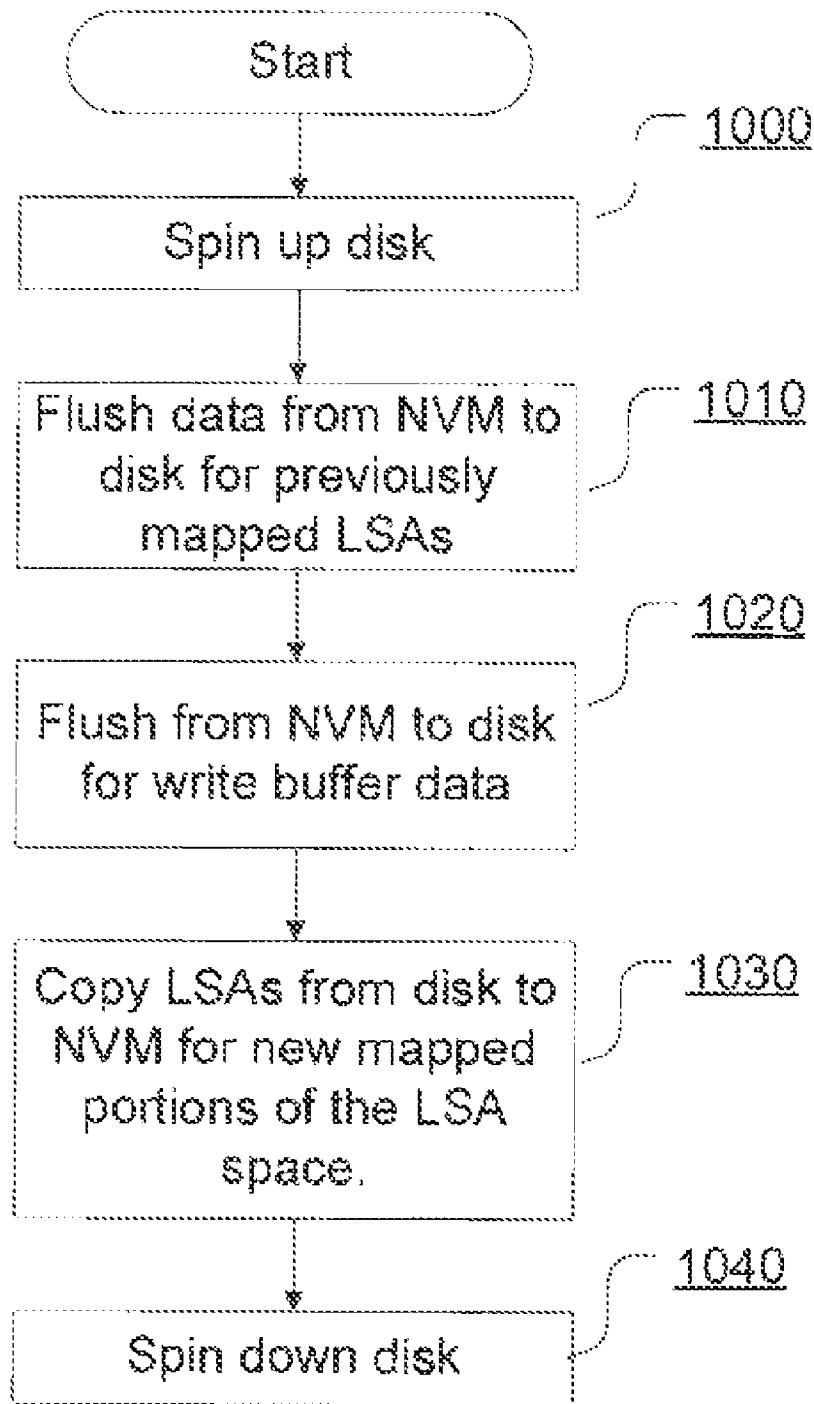 Start
1000
Spin up disk
1010
Flush data from NVM to
disk for previously
mapped LSAs
1020
Flush from NVM to disk
for write buffer data
1030
Copy LSAs from disk to
NVM for new mapped
portions of the LSA
space.
1040
Spin down disk